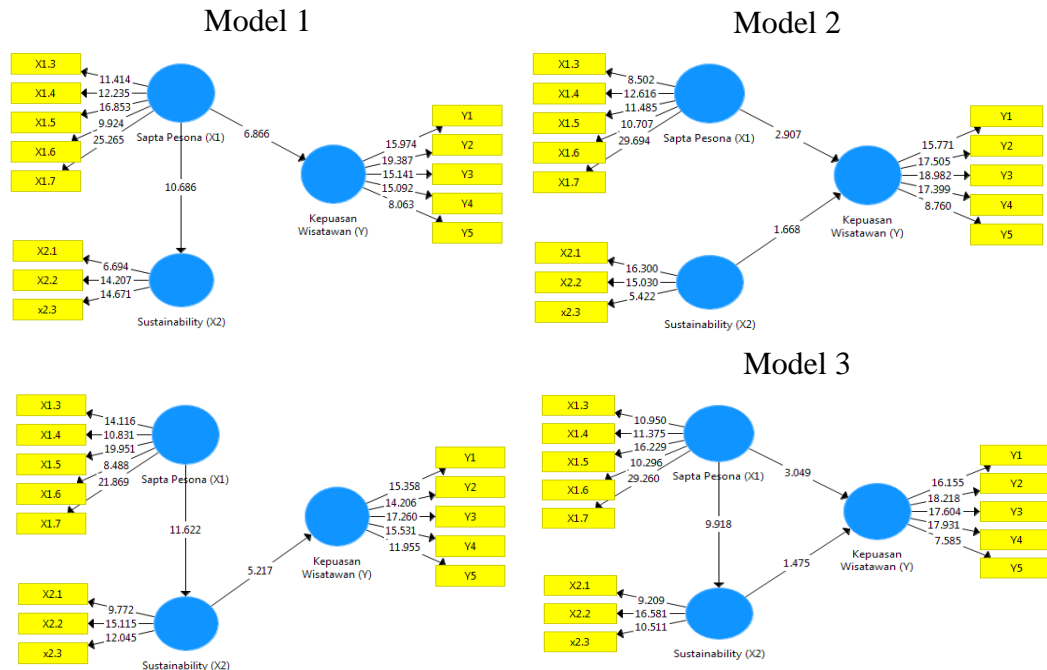 Model 1
X1.3
X1.4
X1.5
X1.6
X1.7
11.414
12.235
16.853
9.924
25.265
Sapta Pesona (X1)
6.866
10.686
Y1
Y2
Y3
Y4
Y5
15.974
19.387
15.141
15.092
8.063
Kepuasan
Wisatawan (Y)
X2.1
X2.2
x2.3
6.694
14.207
14.671
Sustainability (X2)
Model 2
X1.3
X1.4
X1.5
X1.6
X1.7
8.502
12.616
11.485
10.707
29.694
Sapta Pesona (X1)
2.907
Y1
Y2
Y3
Y4
Y5
15.771
17.505
18.982
17.399
8.760
Kepuasan
Wisatawan (Y)
1.668
X2.1
X2.2
x2.3
16.300
15.030
5.422
Sustainability (X2)
X1.3
X1.4
X1.5
X1.6
X1.7
14.116
10.831
19.951
8.488
21.869
Sapta Pesona (X1)
11.622
Y1
Y2
Y3
Y4
Y5
15.358
14.206
17.260
15.531
11.955
Kepuasan
Wisatawan (Y)
5.217
X2.1
X2.2
x2.3
9.772
15.115
12.045
Sustainability (X2)
Model 3
X1.3
X1.4
X1.5
X1.6
X1.7
10.950
11.375
16.229
10.296
29.260
Sapta Pesona (X1)
3.049
9.918
Y1
Y2
Y3
Y4
Y5
16.155
18.218
17.604
17.931
7.585
Kepuasan
Wisatawan (Y)
1.475
X2.1
X2.2
x2.3
9.209
16.581
10.511
Sustainability (X2)